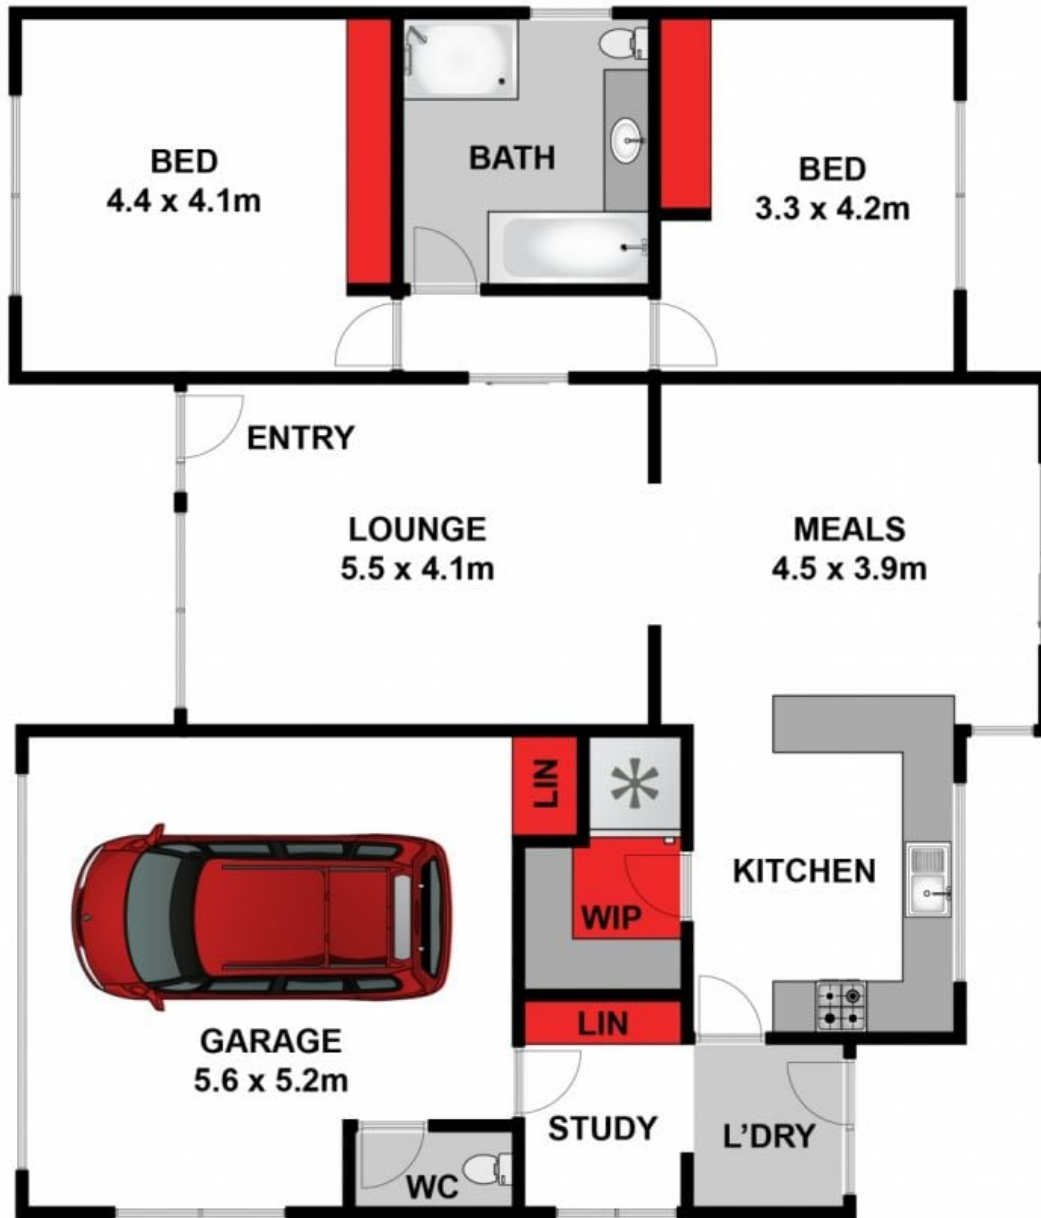 BED
4.4 x 4.1m
BATH
BED
3.3 x 4.2m
ENTRY
LOUNGE
5.5 x 4.1m
MEALS
4.5 x 3.9m
LIN
KITCHEN
WIP
LIN
GARAGE
5.6 x 5.2m
STUDY
L'DRY
WC